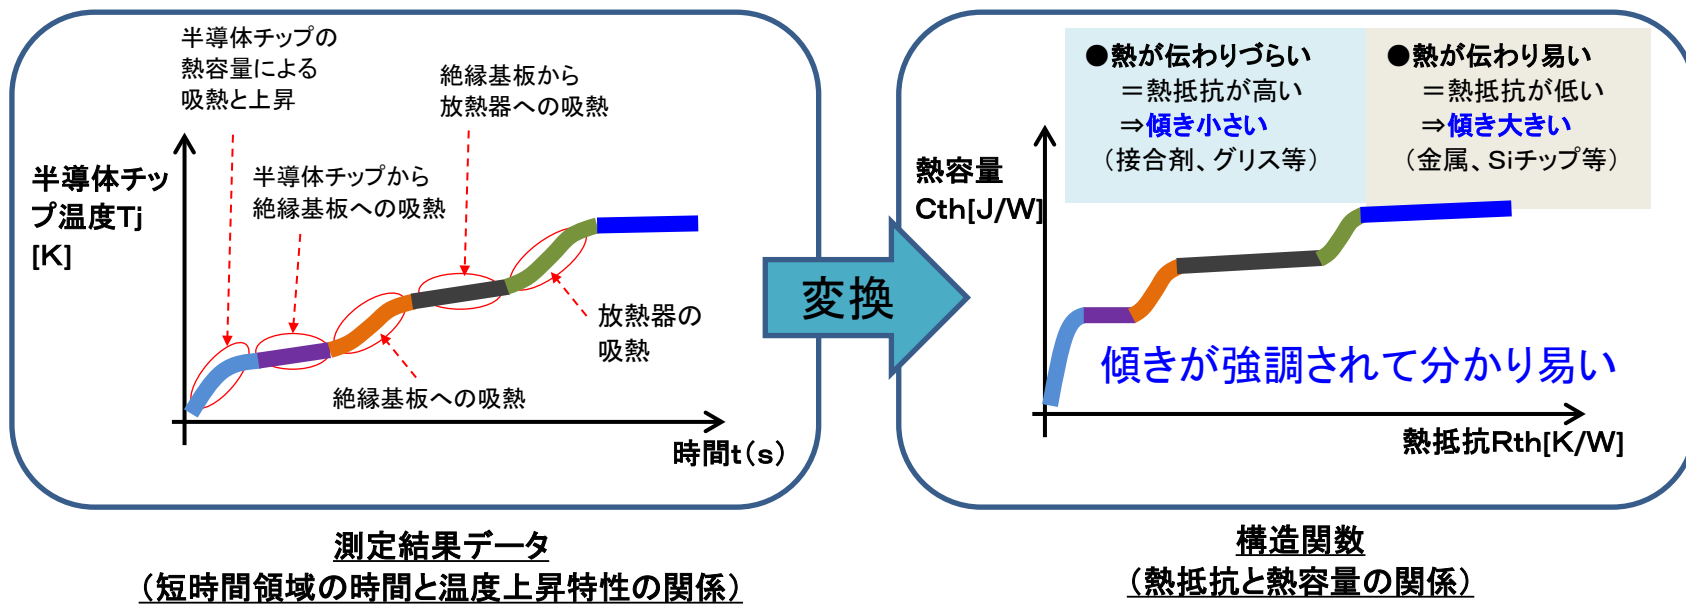 半導体チップの
熱容量による
吸熱と上昇
絶縁基板から
放熱器への吸熱
半導体チッ
プ温度Tj
[K]
半導体チップから
絶縁基板への吸熱
放熱器の
吸熱
絶縁基板への吸熱
時間t(s)
測定結果データ
(短時間領域の時間と温度上昇特性の関係)
変換
●熱が伝わりづらい
＝熱抵抗が高い
⇒傾き小さい
(接合剤、グリス等)
●熱が伝わり易い
＝熱抵抗が低い
⇒傾き大きい
(金属、Siチップ等)
熱容量
Cth[J/W]
傾きが強調されて分かり易い
熱抵抗Rth[K/W]
構造関数
(熱抵抗と熱容量の関係)